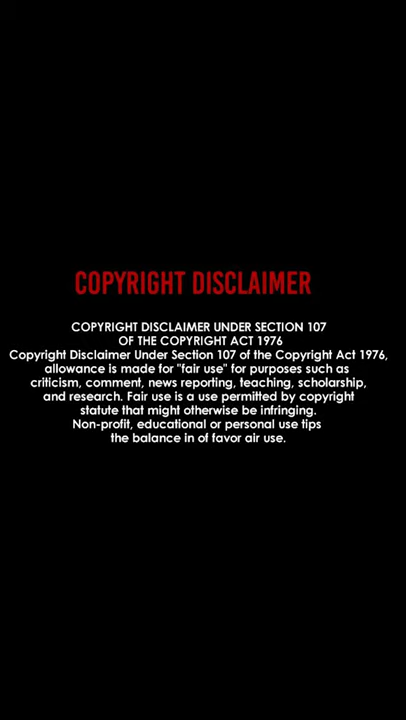 COPYRIGHT DISCLAIMER
COPYRIGHT DISCLAIMER UNDER SECTION 107
OF THE COPYRIGHT ACT 1976
Copyright Disclaimer Under Section 107 of the Copyright Act 1976,
allowance is made for "fair use" for purposes such as
criticism, comment, news reporting, teaching, scholarship,
and research. Fair use is a use permitted by copyright
statute that might otherwise be infringing.
Non-profit, educational or personal use tips
the balance in of favor air use.